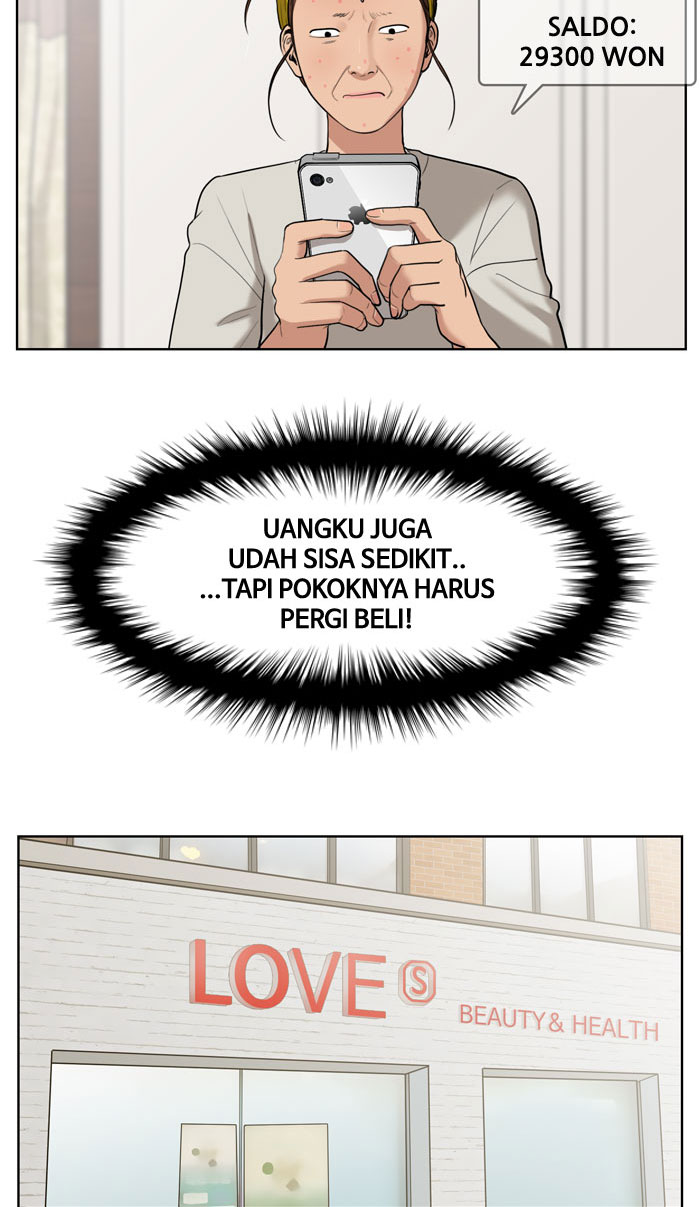 SALDO:
29300 WON
UANGKU JUGA
UDAH SISA SEDIKIT..
...TAPI POKOKNYA HARUS
PERGI BELI!
LOVE S
BEAUTY & HEALTH